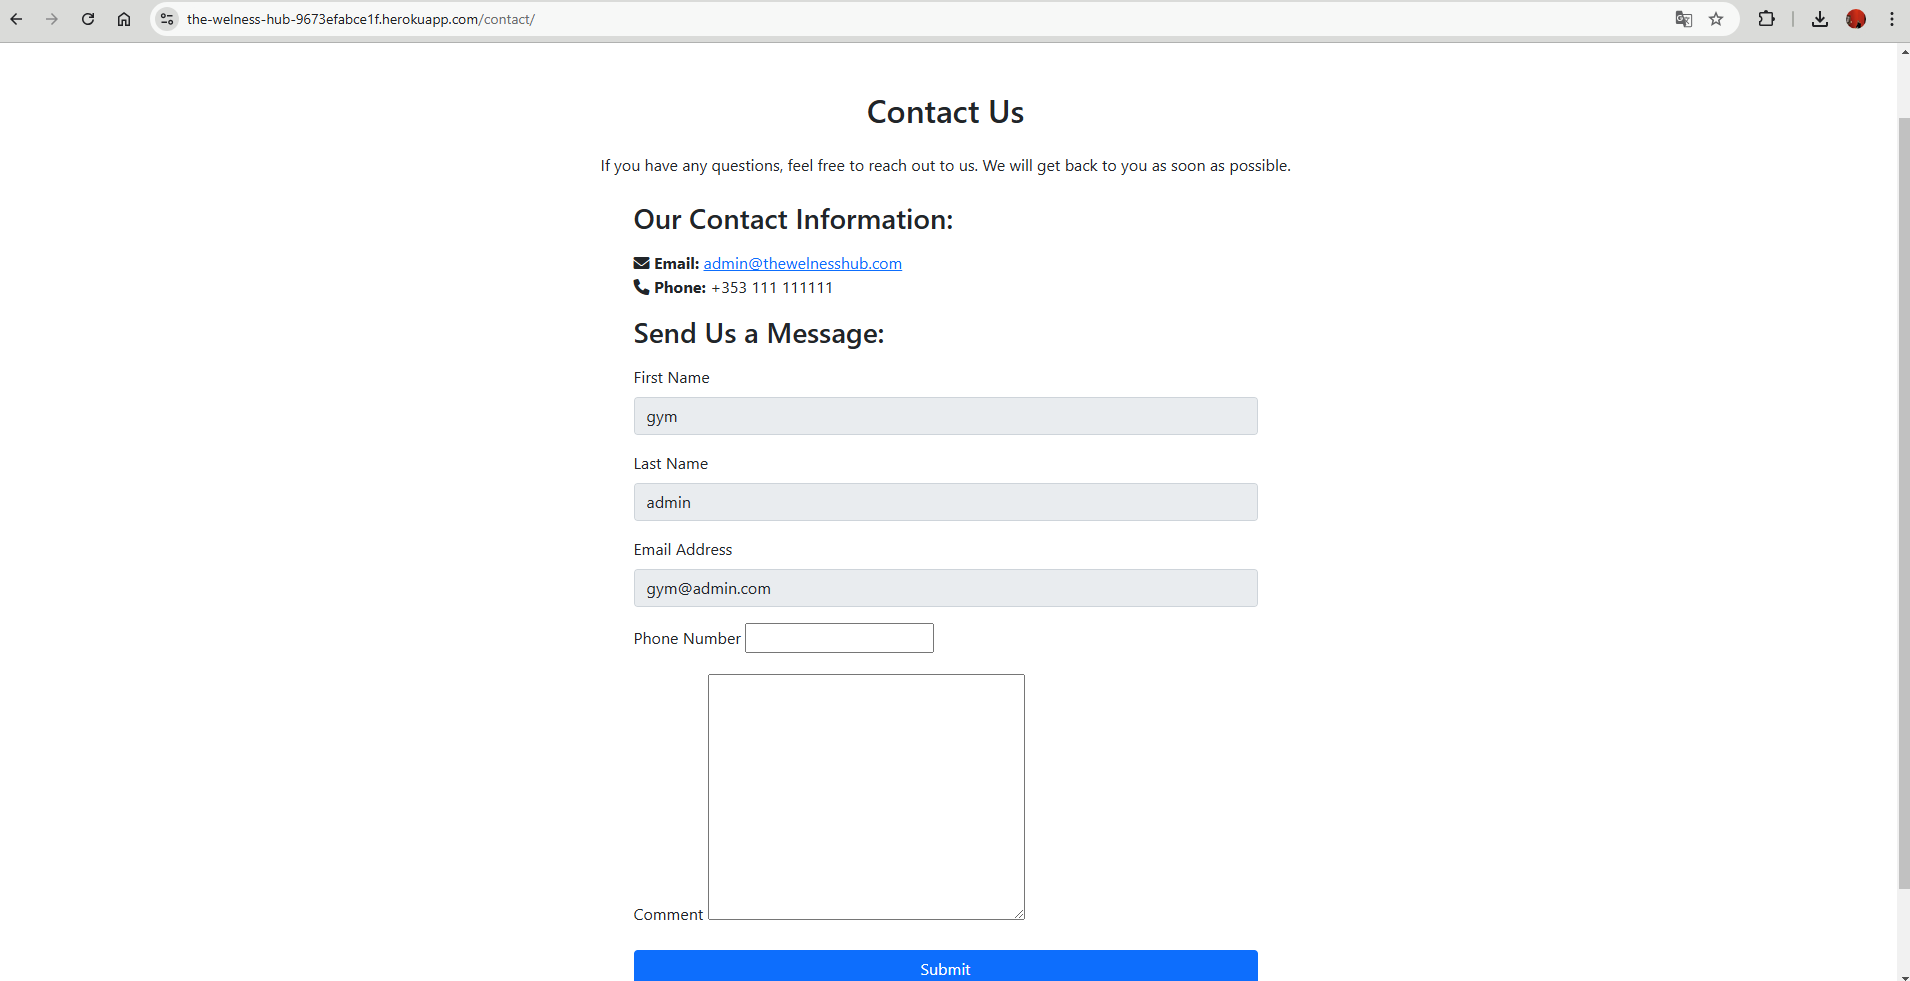 the-welness-hub-9673efabce1f.herokuapp.com/contact/
Contact Us
If you have any questions, feel free to reach out to us. We will get back to you as soon as possible.
Our Contact Information:
Email: admin@thewelnesshub.com
Phone: +353 111 111111
Send Us a Message:
First Name
gym
Last Name
admin
Email Address
gym@admin.com
Phone Number
Comment
Submit